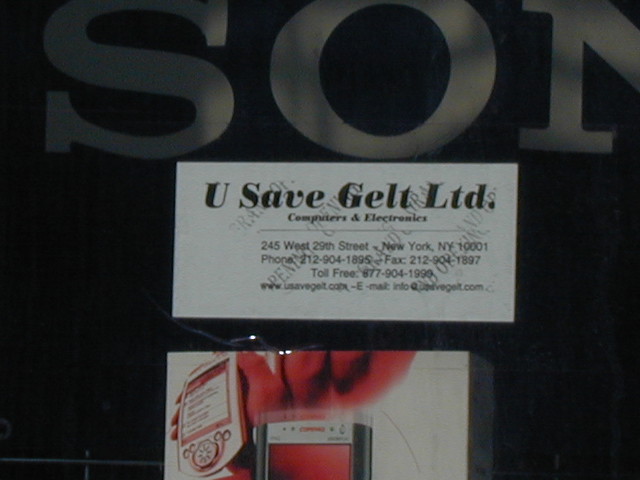 SON
U Save Gelt Ltd.
Computers & Electronics
245 West 29th Street - New York, NY 10001
Phone: 212-904-1895 - Fax: 212-904-1897
Toll Free: 877-904-1999
www.usavegelt.com - E-mail: info@usavegelt.com
COMPAQ